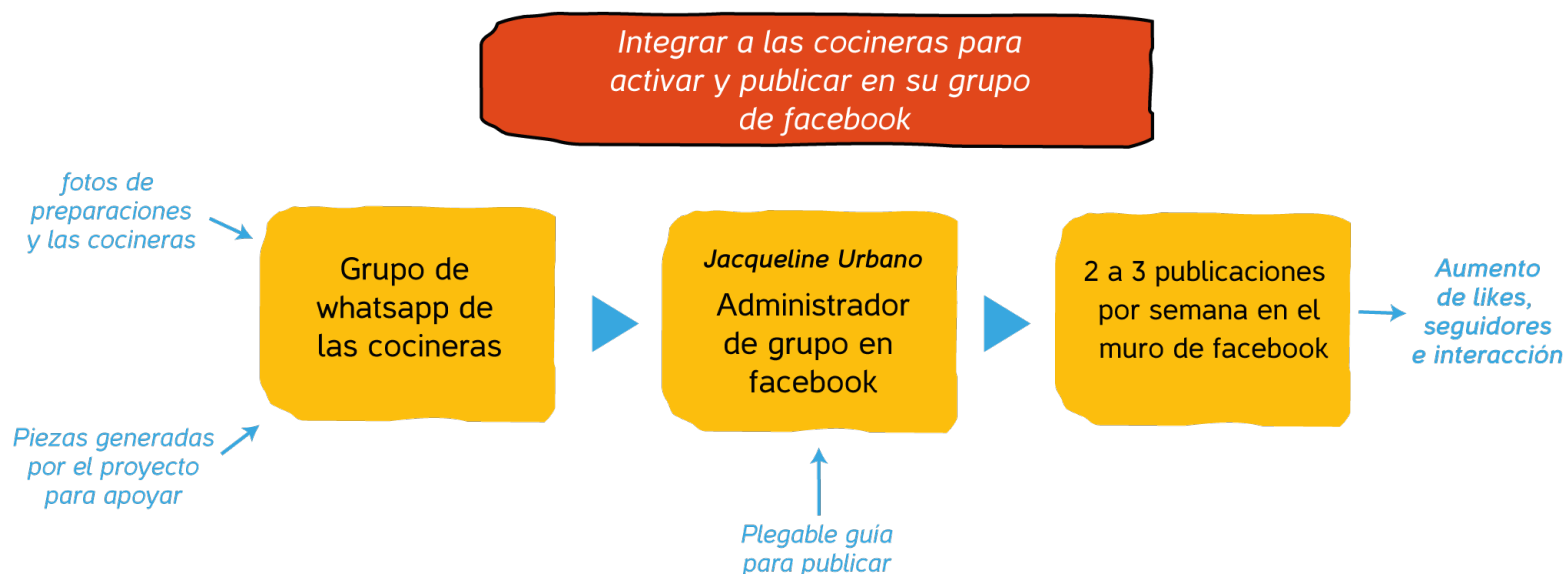 Integrar a las cocineras para
activar y publicar en su grupo
de facebook
fotos de
preparaciones
y las cocineras
Piezas generadas
por el proyecto
para apoyar
Grupo de
whatsapp de
las cocineras
Jacqueline Urbano
Administrador
de grupo en
facebook
Plegable guía
para publicar
2 a 3 publicaciones
por semana en el
muro de facebook
Aumento
de likes,
seguidores
e interacción